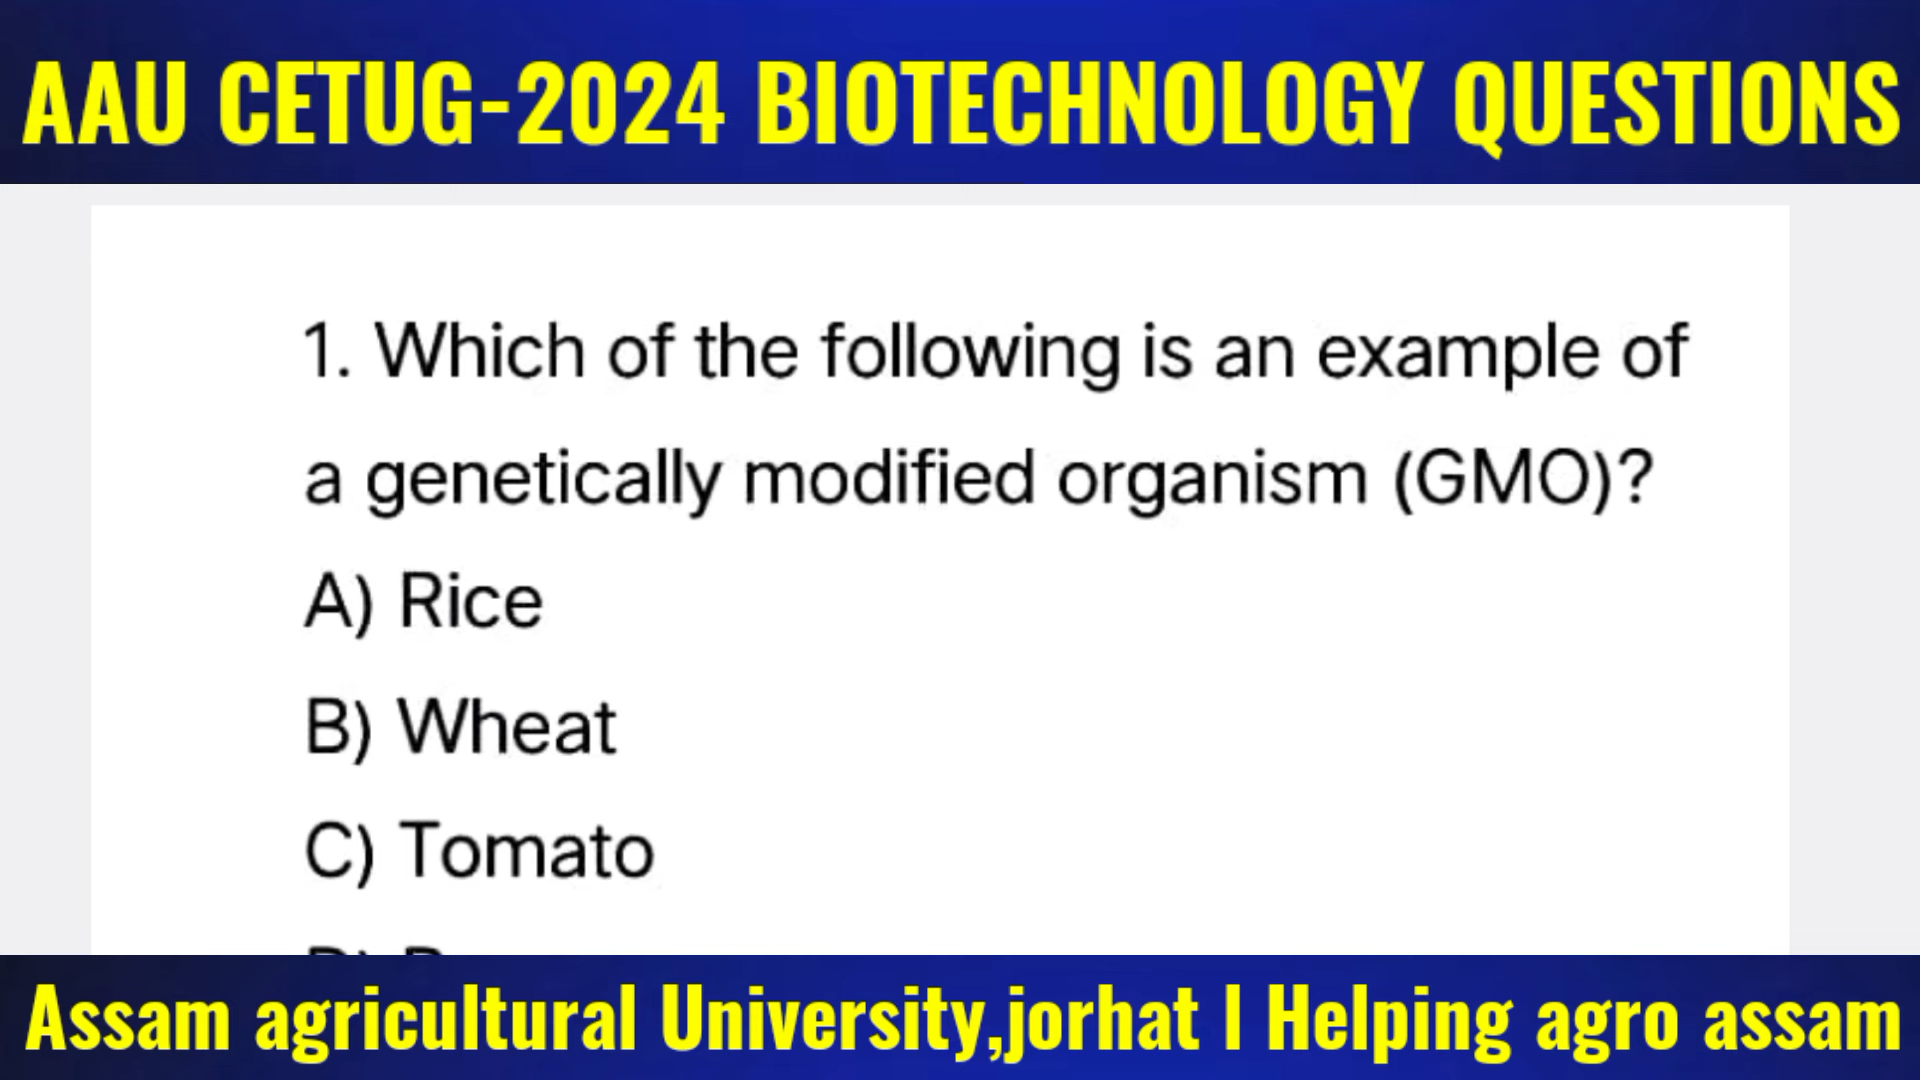 AAU CETUG-2024 BIOTECHNOLOGY QUESTIONS
1. Which of the following is an example of
a genetically modified organism (GMO)?
A) Rice
B) Wheat
C) Tomato
Assam agricultural University,jorhat l Helping agro assam